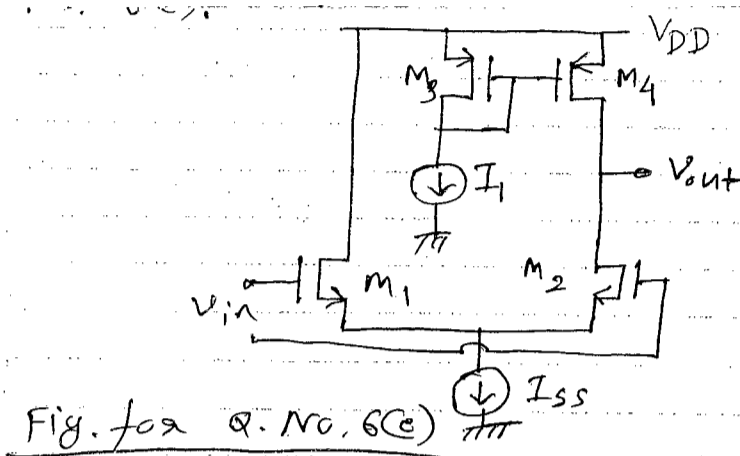 VDD
M3
M4
I1
Vout
M1
M2
Vin
ISS
Fig. for Q. No. 6(e)